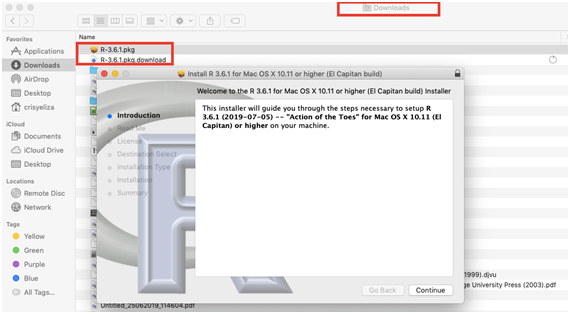 Downloads
Name
Favorites
Applications
Downloads
AirDrop
Desktop
crisyeliza
iCloud
Documents
iCloud Drive
Desktop
Locations
Remote Disc
Network
Tags
Yellow
Green
Purple
Blue
All Tags...
R-3.6.1.pkg
R-3.6.1.pkg.download
Install R 3.6.1 for Mac OS X 10.11 or higher (El Capitan build)
Welcome to the R 3.6.1 for Mac OS X 10.11 or higher (El Capitan build) Installer
Introduction
Read Me
License
Destination Select
Installation Type
Installation
Summary
This installer will guide you through the steps necessary to setup R
3.6.1 (2019-07-05) -- "Action of the Toes" for Mac OS X 10.11 (El
Capitan) or higher on your machine.
Go Back
Continue
1999).djvu
ge University Press (2003).pdf
Untitled_25062019_114604.pdf